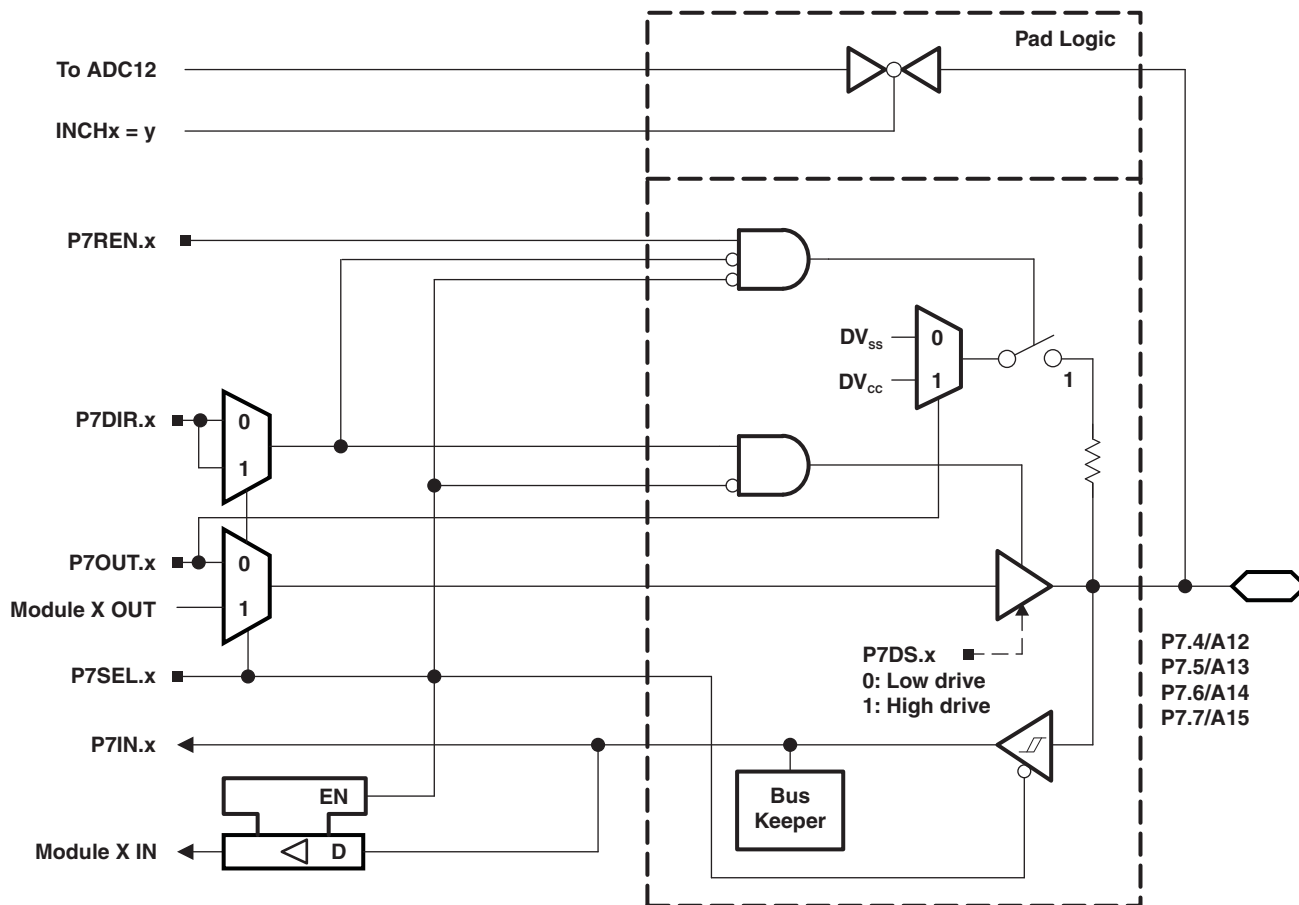 Pad Logic
To ADC12
INCHx = y
P7REN.x
DVss
0
DVcc
1
1
P7DIR.x
0
1
P7OUT.x
0
Module X OUT
1
P7DS.x
0: Low drive
1: High drive
P7.4/A12
P7.5/A13
P7.6/A14
P7.7/A15
P7SEL.x
P7IN.x
EN
Bus
Keeper
Module X IN
D